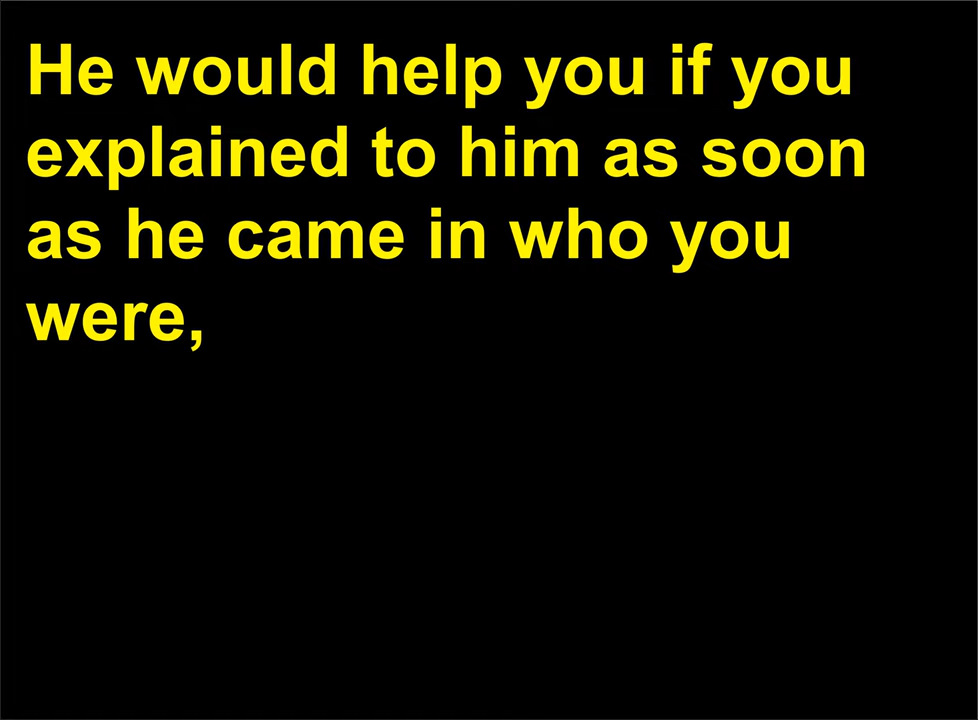 He would help you if you
explained to him as soon
as he came in who you
were,